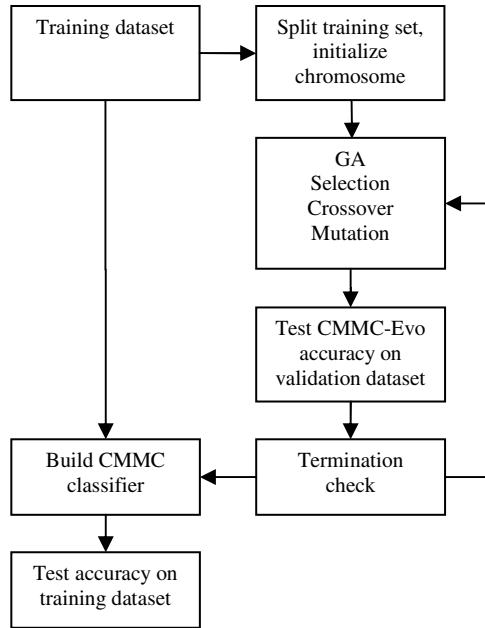 Training dataset
Split training set,
initialize
chromosome
GA
Selection
Crossover
Mutation
Test CMMC-Evo
accuracy on
validation dataset
Build CMMC
classifier
Termination
check
Test accuracy on
training dataset